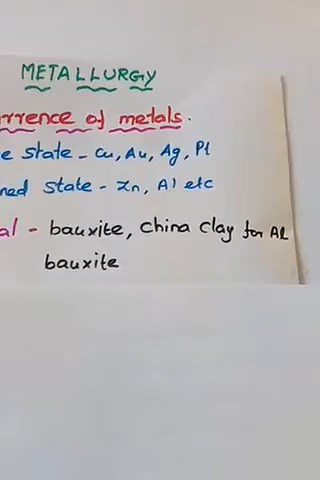 METALLURGY
rrence of metals.
e state - Cu, Au, Ag, Pt
ned state - Zn, Al etc
al - bauxite, China clay for Al
bauxite